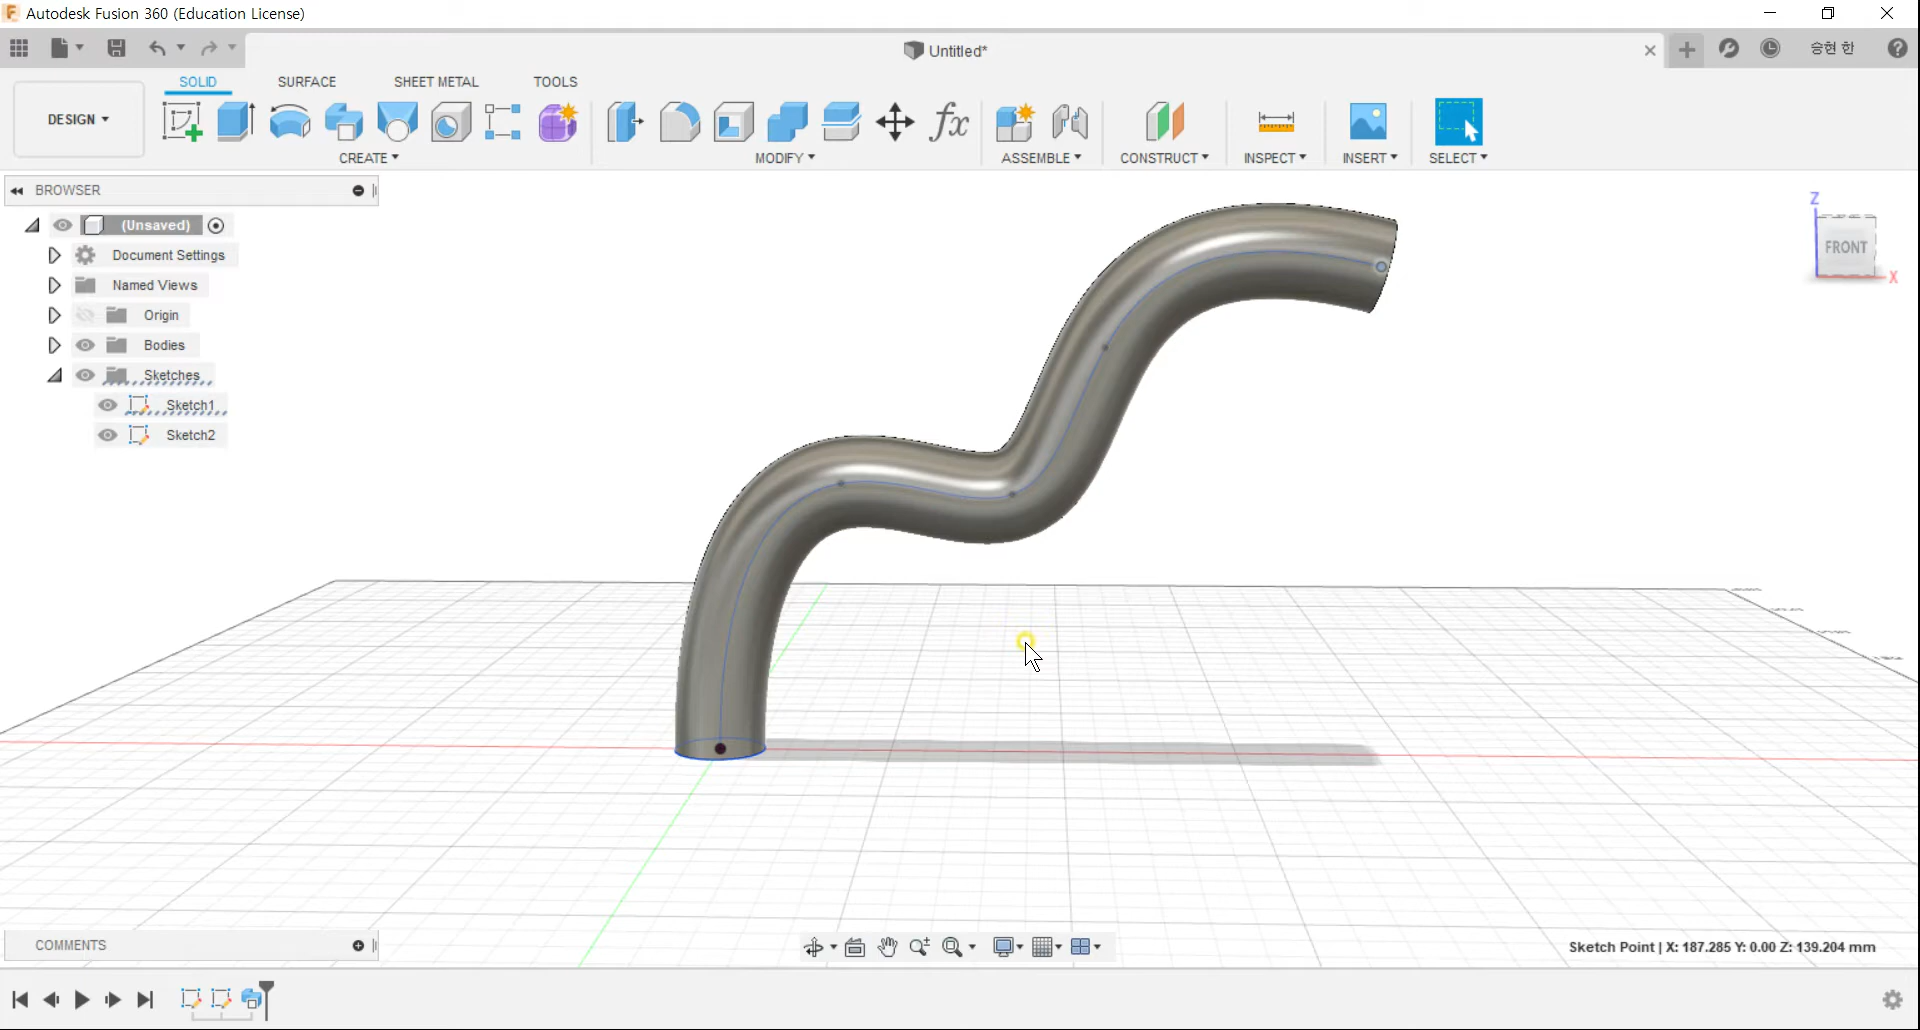 Autodesk Fusion 360 (Education License)
Untitled*
승현 한
SOLID SURFACE SHEET METAL TOOLS
DESIGN
CREATE MODIFY ASSEMBLE CONSTRUCT INSPECT INSERT SELECT
BROWSER
(Unsaved)
Document Settings
Named Views
Origin
Bodies
Sketches
Sketch1
Sketch2
Z
FRONT
X
COMMENTS
Sketch Point | X: 187.285 Y: 0.00 Z: 139.204 mm